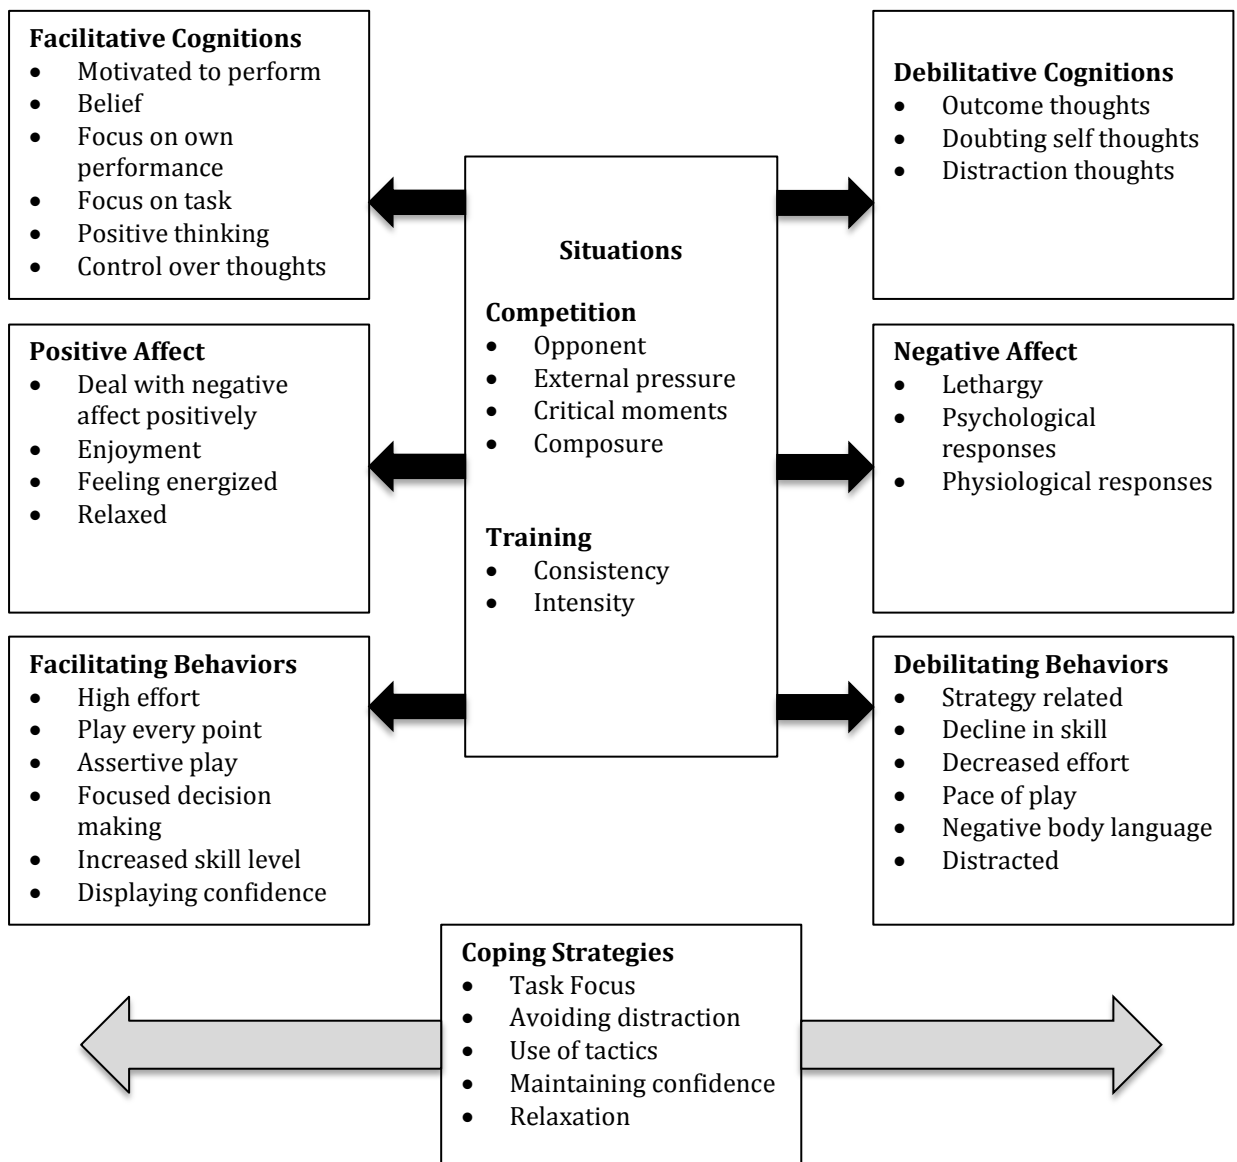 Facilitative Cognitions
• Motivated to perform
• Belief
• Focus on own
performance
• Focus on task
• Positive thinking
• Control over thoughts
Debilitative Cognitions
• Outcome thoughts
• Doubting self thoughts
• Distraction thoughts
Situations
Competition
• Opponent
• External pressure
• Critical moments
• Composure
Training
• Consistency
• Intensity
Positive Affect
• Deal with negative
affect positively
• Enjoyment
• Feeling energized
• Relaxed
Negative Affect
• Lethargy
• Psychological
responses
• Physiological responses
Facilitating Behaviors
• High effort
• Play every point
• Assertive play
• Focused decision
making
• Increased skill level
• Displaying confidence
Debilitating Behaviors
• Strategy related
• Decline in skill
• Decreased effort
• Pace of play
• Negative body language
• Distracted
Coping Strategies
• Task Focus
• Avoiding distraction
• Use of tactics
• Maintaining confidence
• Relaxation